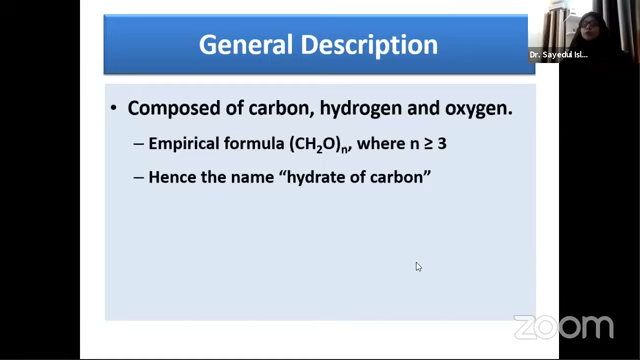 General Description
Dr. Sayedul Isl...
• Composed of carbon, hydrogen and oxygen.
– Empirical formula (CH₂O)ₙ, where n ≥ 3
– Hence the name “hydrate of carbon”
zoom